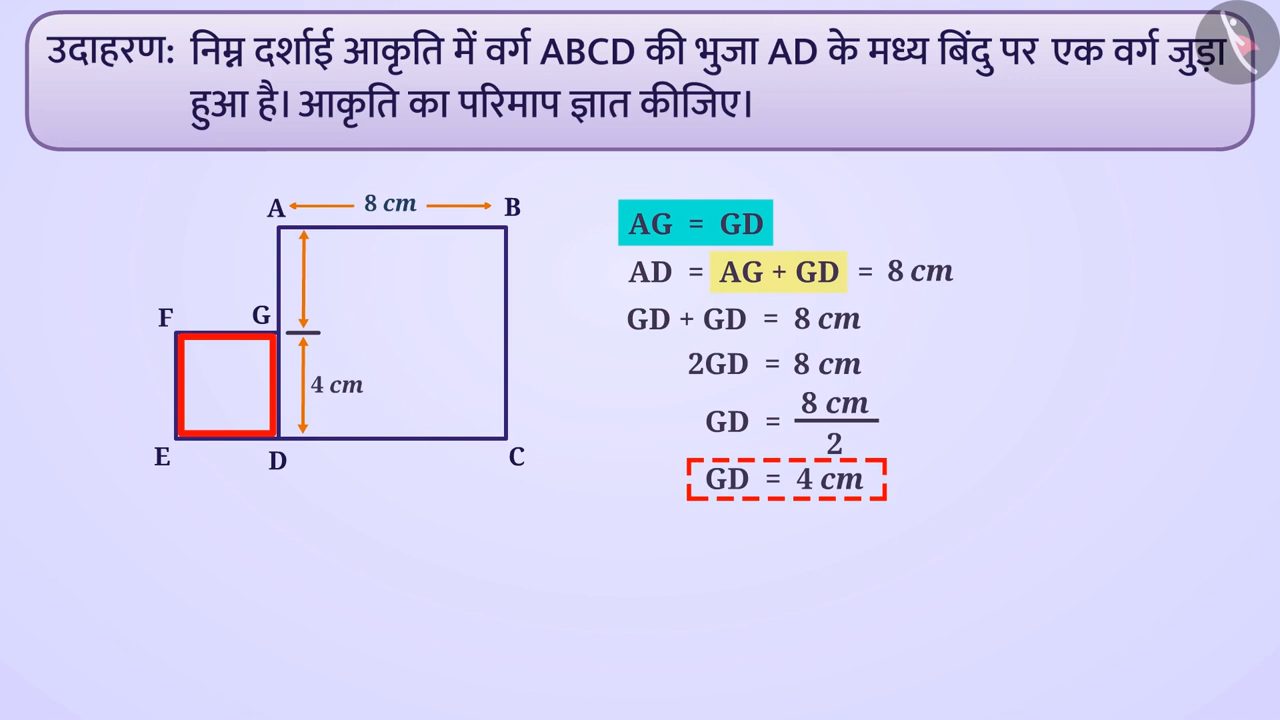 उदाहरण: निम्न दर्शाई आकृति में वर्ग ABCD की भुजा AD के मध्य बिंदु पर एक वर्ग जुड़ा
हुआ है। आकृति का परिमाप ज्ञात कीजिए।
A 8 cm B
F G
4 cm
E D C
AG = GD
AD = AG + GD = 8 cm
GD + GD = 8 cm
2GD = 8 cm
GD = 8 cm
2
GD = 4 cm